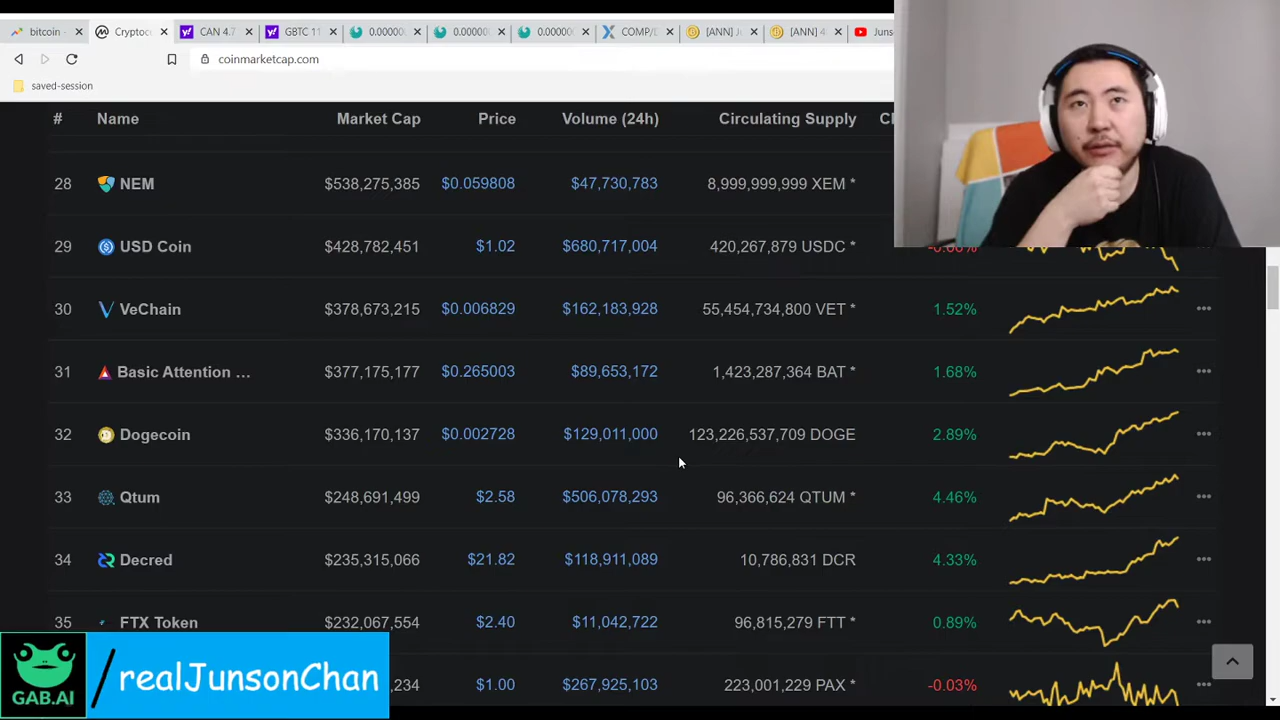 bitcoin
Cryptoc
CAN 4.7
GBTC 11
0.00000
0.0000
0.00000
COMP/D
[ANN] J
[ANN] 4
Juns
coinmarketcap.com
saved-session
# Name Market Cap Price Volume (24h) Circulating Supply
28 NEM $538,275,385 $0.059808 $47,730,783 8,999,999,999 XEM *
29 USD Coin $428,782,451 $1.02 $680,717,004 420,267,879 USDC *
30 VeChain $378,673,215 $0.006829 $162,183,928 55,454,734,800 VET * 1.52%
31 Basic Attention ... $377,175,177 $0.265003 $89,653,172 1,423,287,364 BAT * 1.68%
32 Dogecoin $336,170,137 $0.002728 $129,011,000 123,226,537,709 DOGE 2.89%
33 Qtum $248,691,499 $2.58 $506,078,293 96,366,624 QTUM * 4.46%
34 Decred $235,315,066 $21.82 $118,911,089 10,786,831 DCR 4.33%
35 FTX Token $232,067,554 $2.40 $11,042,722 96,815,279 FTT * 0.89%
,234 $1.00 $267,925,103 223,001,229 PAX * -0.03%
GAB.AI
/realJunsonChan